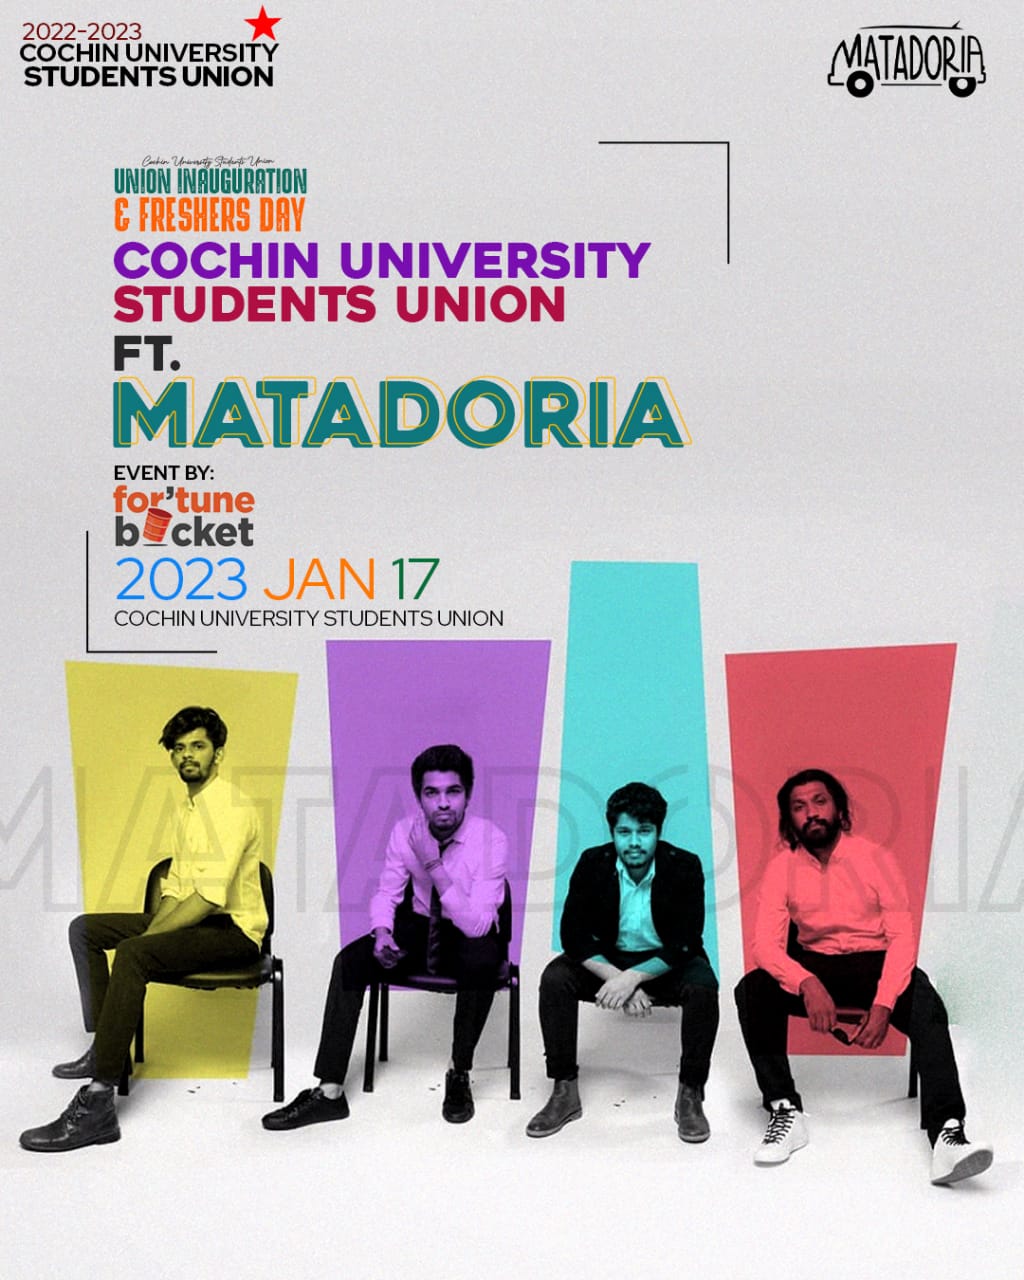 2022-2023
COCHIN UNIVERSITY
STUDENTS UNION
MATADORIA
Cochin University Students Union
UNION INAUGURATION
& FRESHERS DAY
COCHIN UNIVERSITY
STUDENTS UNION
FT.
MATADORIA
EVENT BY:
for'tune
bucket
2023 JAN 17
COCHIN UNIVERSITY STUDENTS UNION
MATADORIA